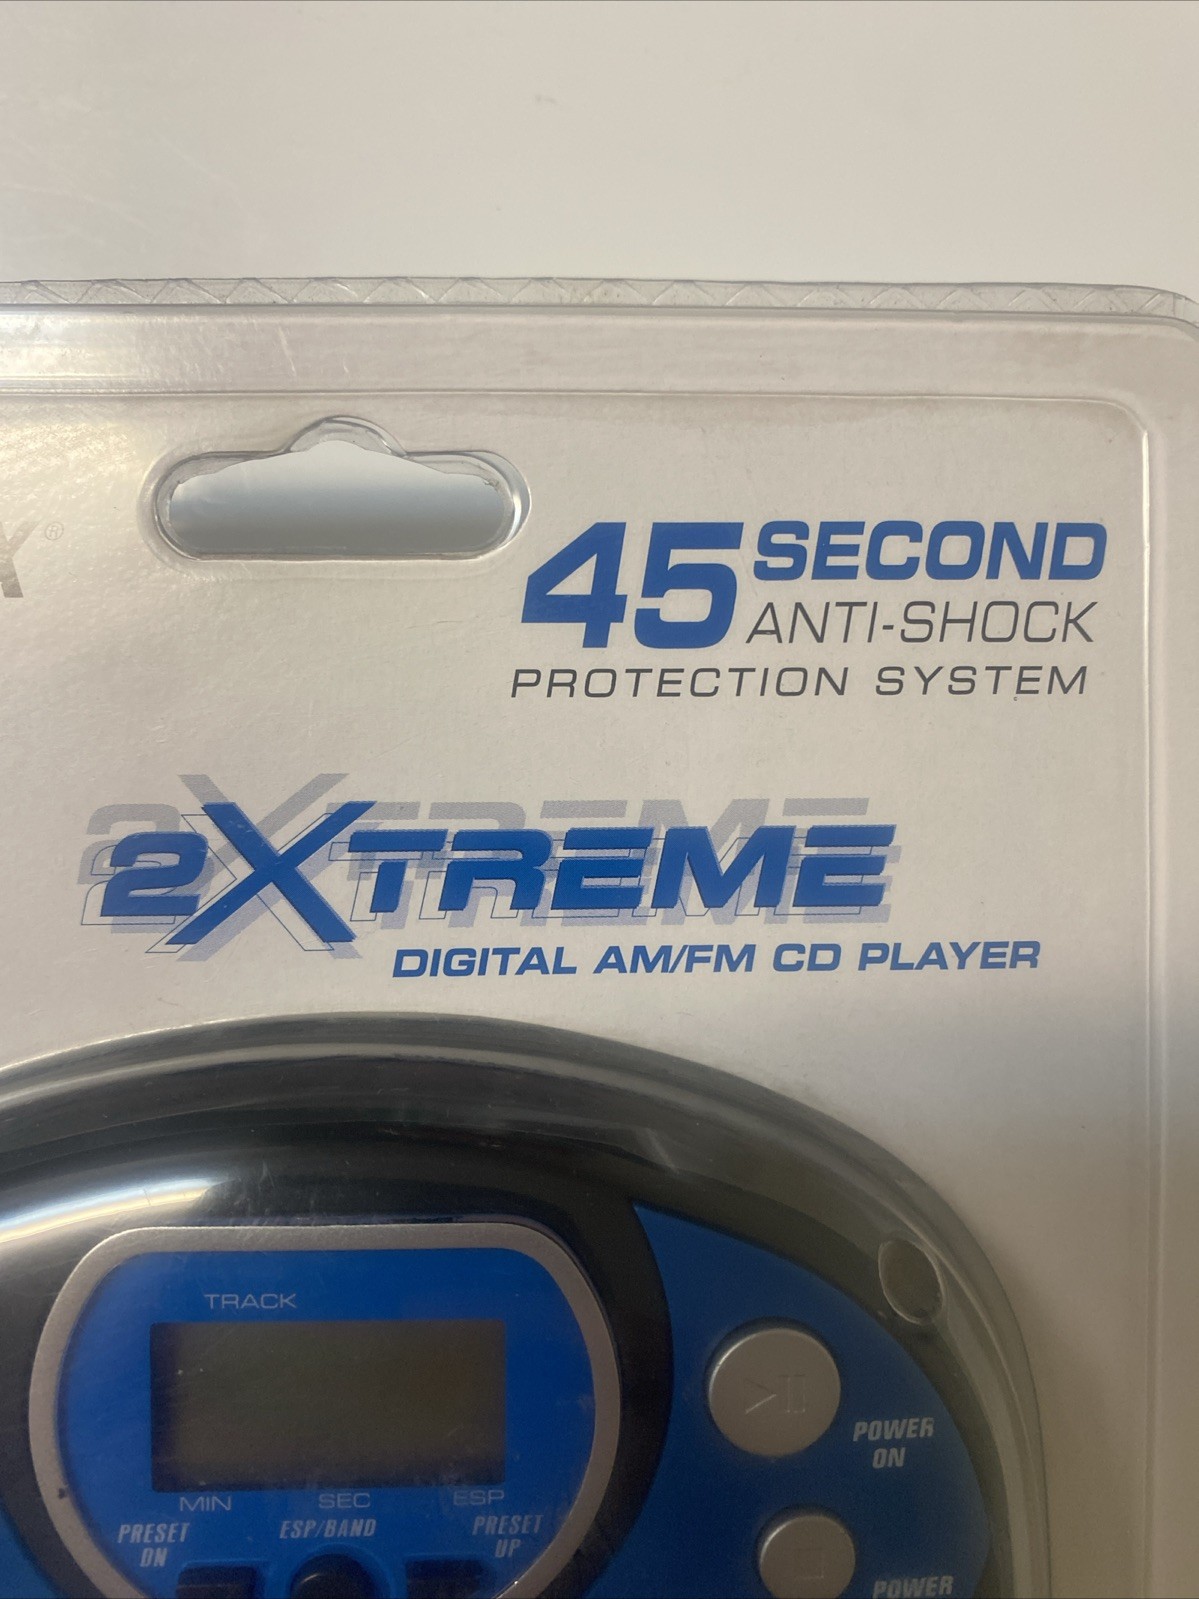 Y®
45 SECOND
ANTI-SHOCK
PROTECTION SYSTEM
2XTREME
DIGITAL AM/FM CD PLAYER
TRACK
MIN SEC ESP
PRESET DN ESP/BAND PRESET UP
POWER
ON
POWER